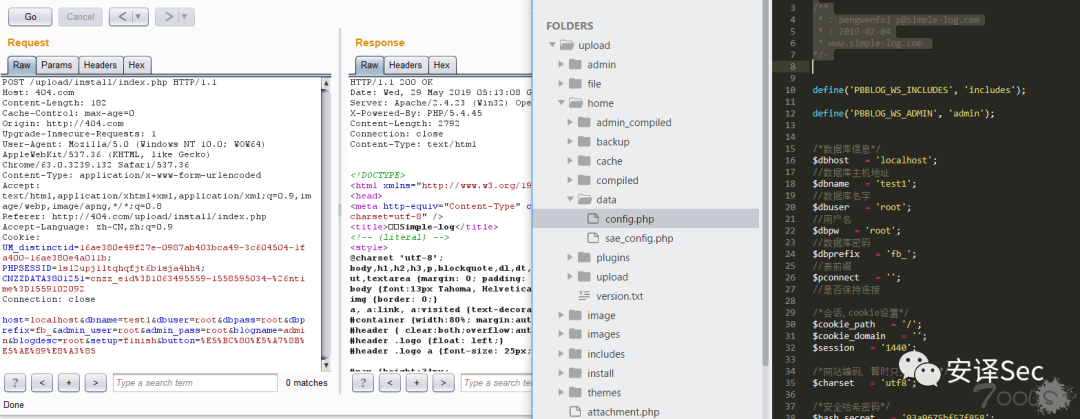 Go
Cancel
<
>
Request
Raw
Params
Headers
Hex
POST /upload/install/index.php HTTP/1.1
Host: 404.com
Content-Length: 182
Cache-Control: max-age=0
Origin: http://404.com
Upgrade-Insecure-Requests: 1
User-Agent: Mozilla/5.0 (Windows NT 10.0; WOW64)
AppleWebKit/537.36 (KHTML, like Gecko)
Chrome/63.0.3239.132 Safari/537.36
Content-Type: application/x-www-form-urlencoded
Accept:
text/html,application/xhtml+xml,application/xml;q=0.9,im
age/webp,image/apng,*/*;q=0.8
Referer: http://404.com/upload/install/index.php
Accept-Language: zh-CN,zh;q=0.9
Cookie:
UM_distinctid=16ae380e49f27e-0987ab403bca49-3c604504-1f
a400-16ae380e4a011b;
CNZZDATA3801251=cnzz_eid%3D1063495559-1558595034-%26nti
me%3D1559102092
Connection: close
host=localhost&dbname=test1&dbuser=root&dbpass=root&dbp
refix=fb_&admin_user=root&admin_pass=root&blogname=admi
n&blogdesc=root&setup=finish&button=%E5%BC%80%E5%A7%8B%
E5%AE%89%E8%A3%85
?
<
+
>
Type a search term
0 matches
Done
Response
Raw
Headers
Hex
HTTP/1.1 200 OK
Date: Wed, 29 May 2019 05:13:08 G
Server: Apache/2.4.23 (Win32) Ope
X-Powered-By: PHP/5.4.45
Content-Length: 2792
Connection: close
Content-Type: text/html
<!DOCTYPE>
<html xmlns="http://www.w3.org/19
<head>
<meta http-equiv="Content-Type" c
charset=utf-8" />
<title>Simple-log</title>
<!-- {literal} -->
<style>
@charset 'utf-8';
body,h1,h2,h3,p,blockquote,dl,dt,
ut,textarea {margin: 0; padding:
body {font:13px Tahoma, Helvetica
img {border: 0;}
a, a:link, a:visited {text-decora
#container {width:80%; margin:aut
#header { clear:both;overflow:aut
#header .logo {float: left;}
#header .logo a {font-size: 25px;
?
<
+
>
Type a search term
FOLDERS
upload
admin
file
home
admin_compiled
backup
cache
compiled
data
config.php
sae_config.php
plugins
upload
version.txt
image
images
includes
install
themes
attachment.php
3 /**
4 * : pengwenfei p@simple-log.com
5 * : 2019-02-04
6 * www.simple-log.com
7 */
8
9
10 define('PBBLOG_WS_INCLUDES', 'includes');
11
12 define('PBBLOG_WS_ADMIN', 'admin');
13
14
15 /*数据库信息*/
16 $dbhost = 'localhost';
17 //数据库主机地址
18 $dbname = 'test1';
19 //数据库名字
20 $dbuser = 'root';
21 //用户名
22 $dbpw = 'root';
23 //数据库密码
24 $dbprefix = 'fb_';
25 //表前缀
26 $pconnect = '';
27 //是否保持连接
28
29 /*会话、cookie设置*/
30 $cookie_path = '/';
31 $cookie_domain = '';
32 $session = '1440';
33
34 /*网站编码，暂时只
35 $charset = 'utf8';
36
37 /*安全哈希密码*/
38 $hash_secret = '93a9675bf57f858';
安译Sec
7ools